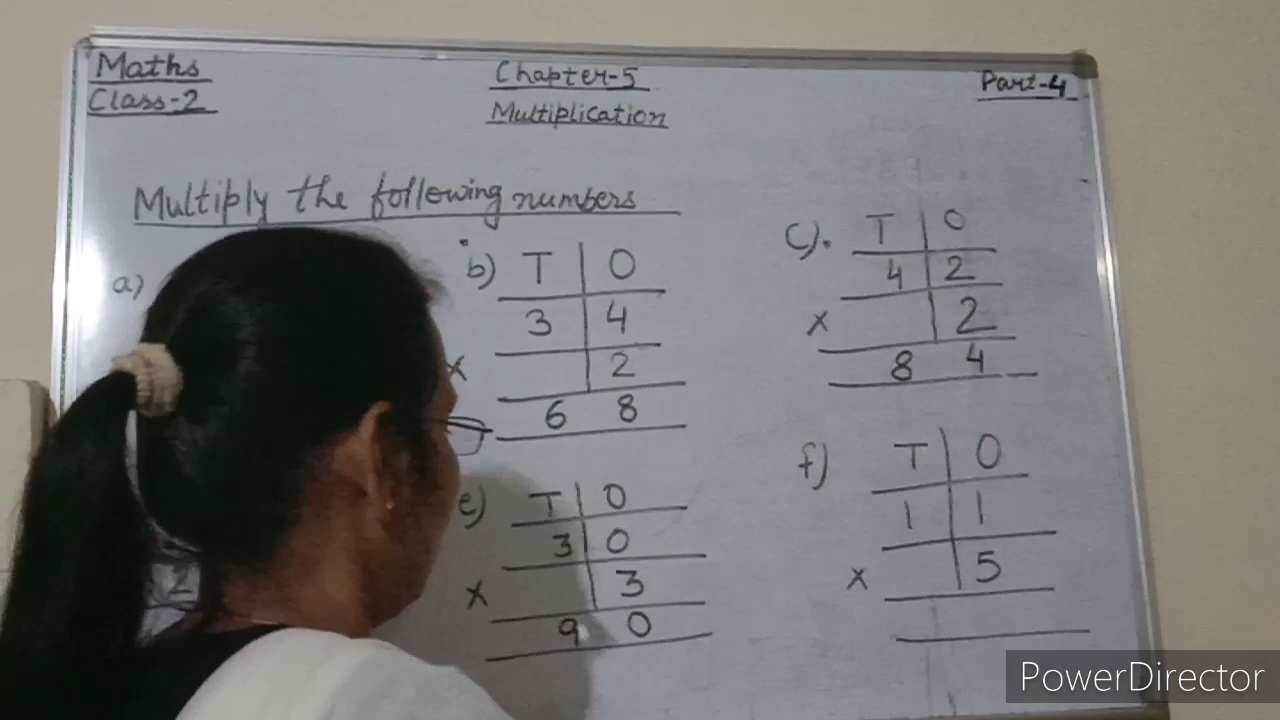 Maths
Class-2
Chapter-5
Multiplication
Part-4
Multiply the following numbers
a)
b) T O
3 4
x 2
6 8
c). T O
4 2
x 2
8 4
2
e) T O
3 0
x 3
9 0
f) T O
1 1
x 5
PowerDirector